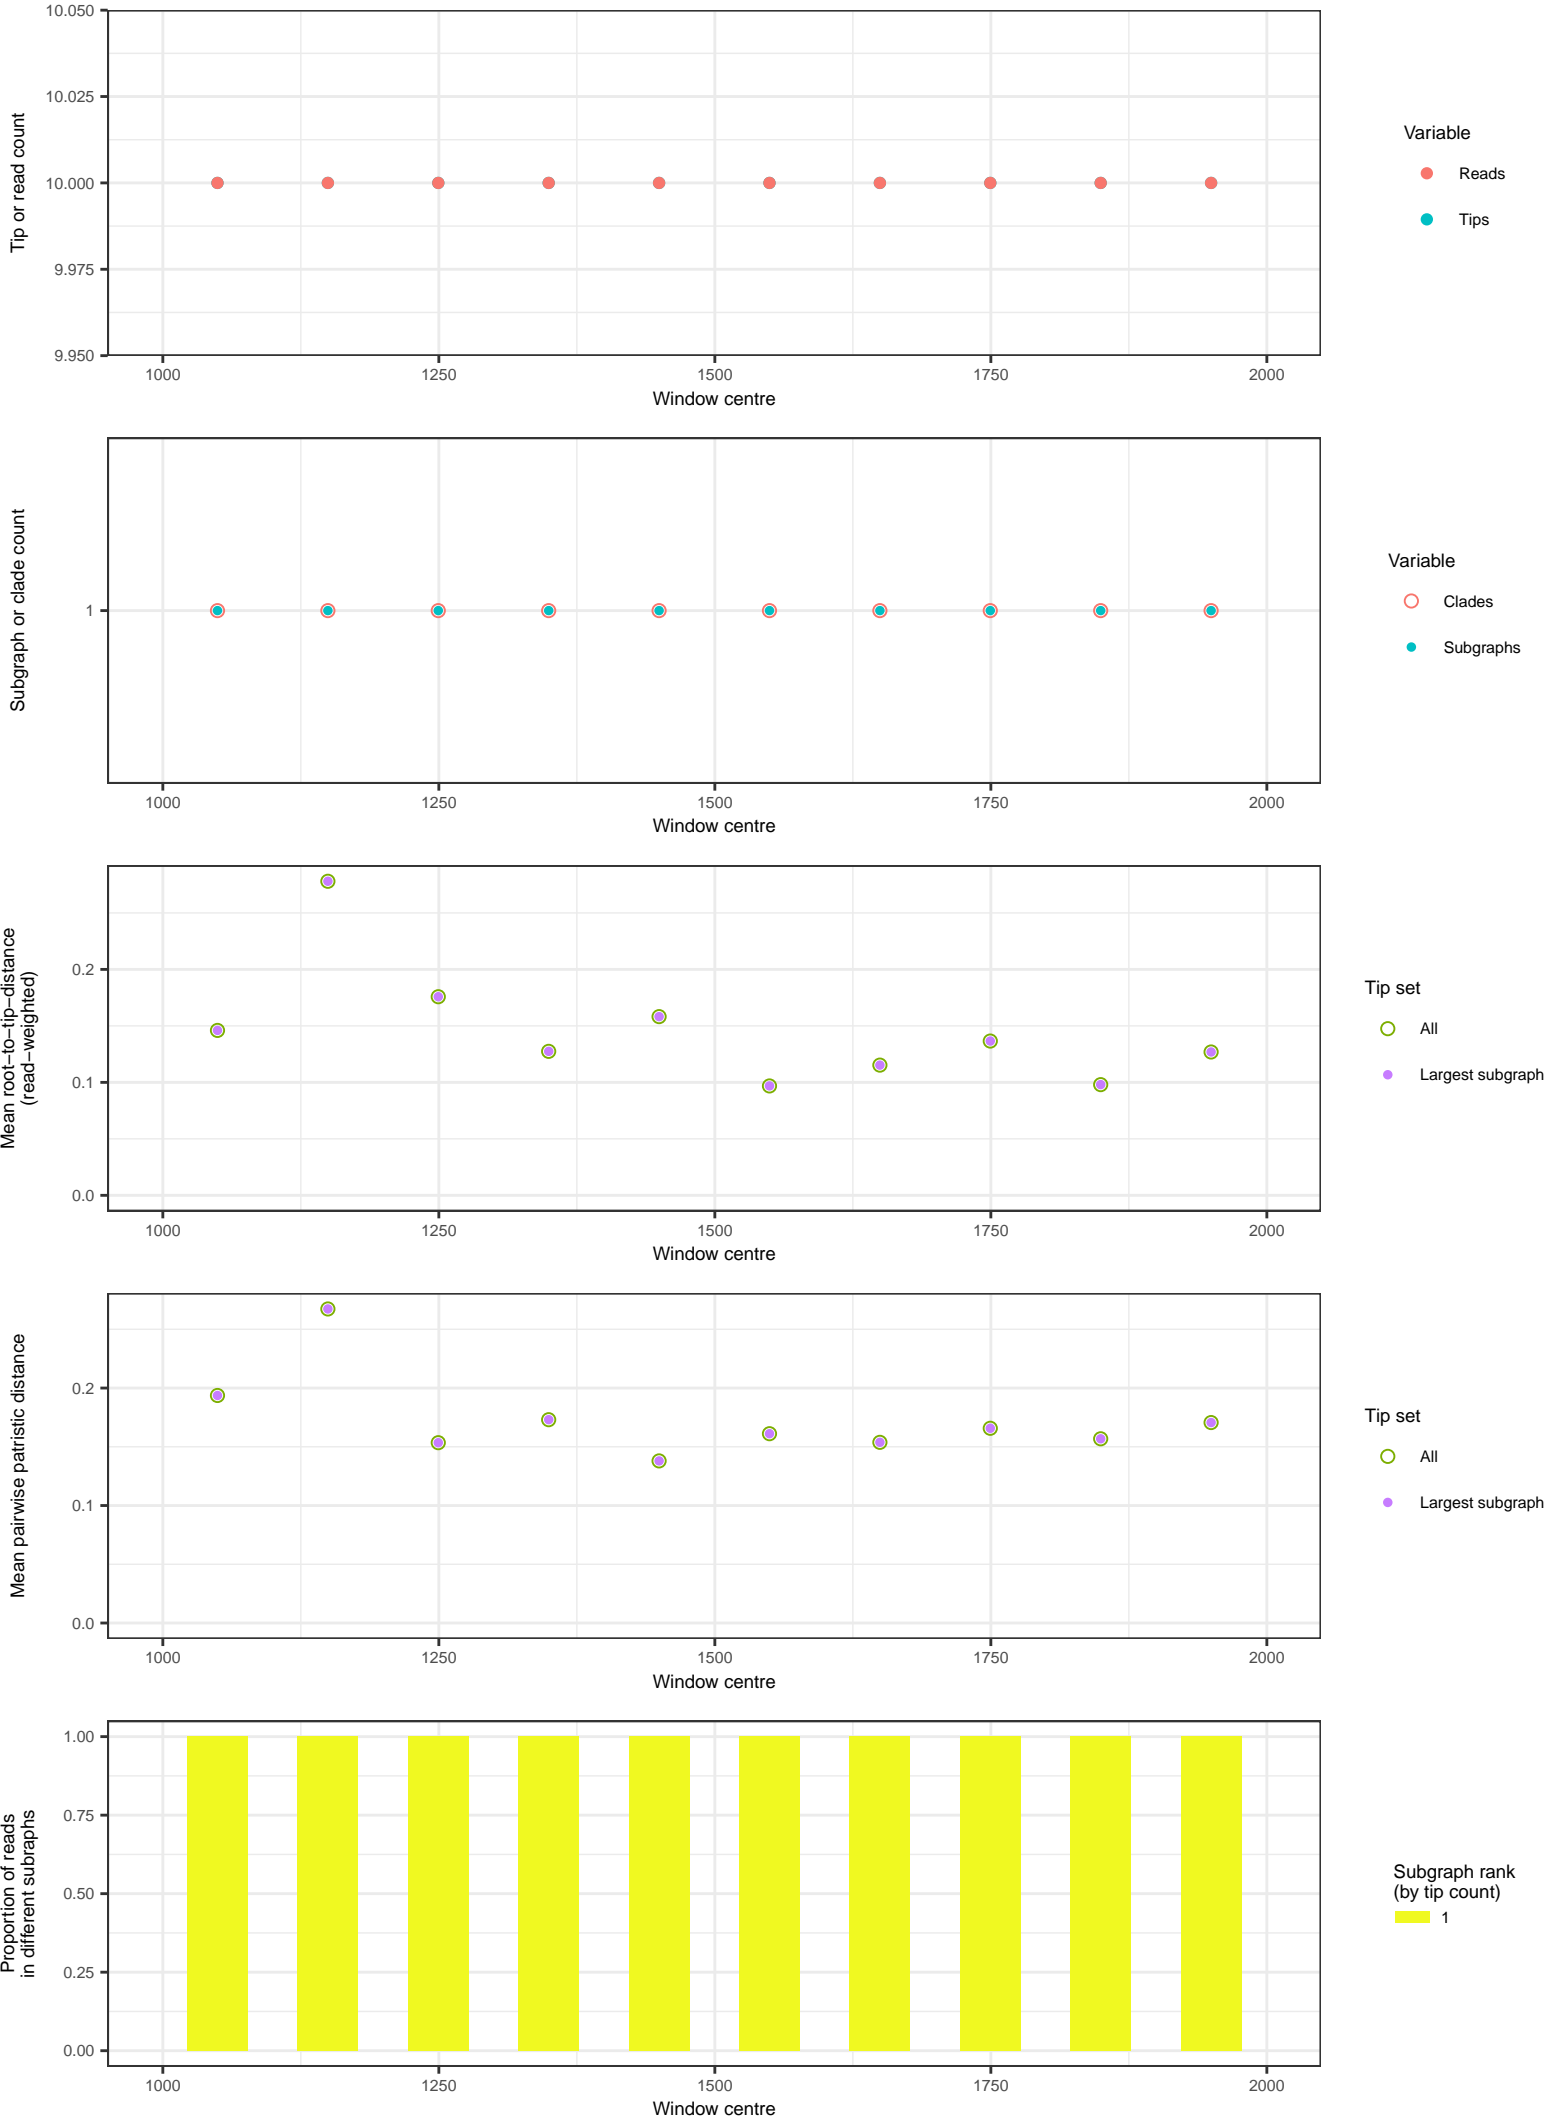 10.050
10.025
10.000
9.975
9.950
Tip or read count
1000 1250 1500 1750 2000
Window centre
Variable
Reads
Tips
1
Subgraph or clade count
1000 1250 1500 1750 2000
Window centre
Variable
Clades
Subgraphs
0.2
0.1
0.0
Mean root−to−tip−distance
(read−weighted)
1000 1250 1500 1750 2000
Window centre
Tip set
All
Largest subgraph
0.2
0.1
0.0
Mean pairwise patristic distance
1000 1250 1500 1750 2000
Window centre
Tip set
All
Largest subgraph
1.00
0.75
0.50
0.25
0.00
Proportion of reads
in different subraphs
1000 1250 1500 1750 2000
Window centre
Subgraph rank
(by tip count)
1